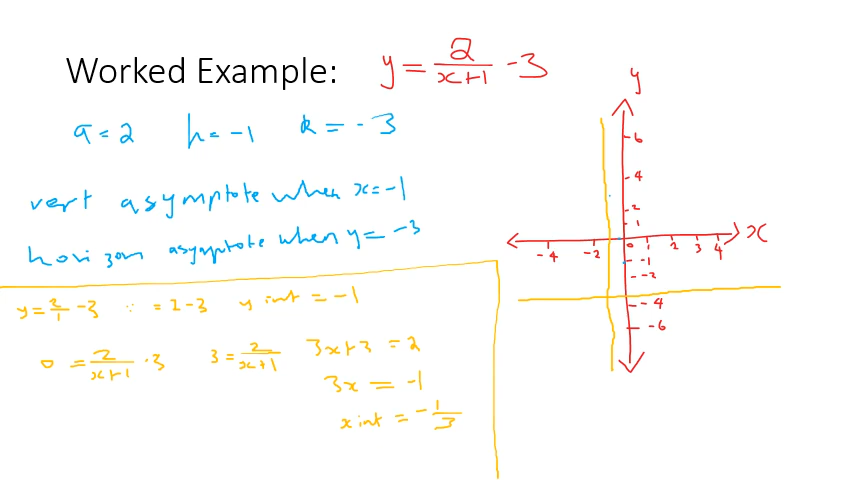 Worked Example: y = 2/(x+1) - 3
a = 2 h = -1 k = -3
vert asymptote when x = -1
horizon asymptote when y = -3
y = 2/1 - 3 = 2 - 3 y int = -1
0 = 2/(x+1) - 3 3 = 2/(x+1) 3x+3 = 2
3x = -1
x int = -1/3
y
6
4
2
1
-4 -2 0 1 2 3 4 x
-1
-2
-4
-6